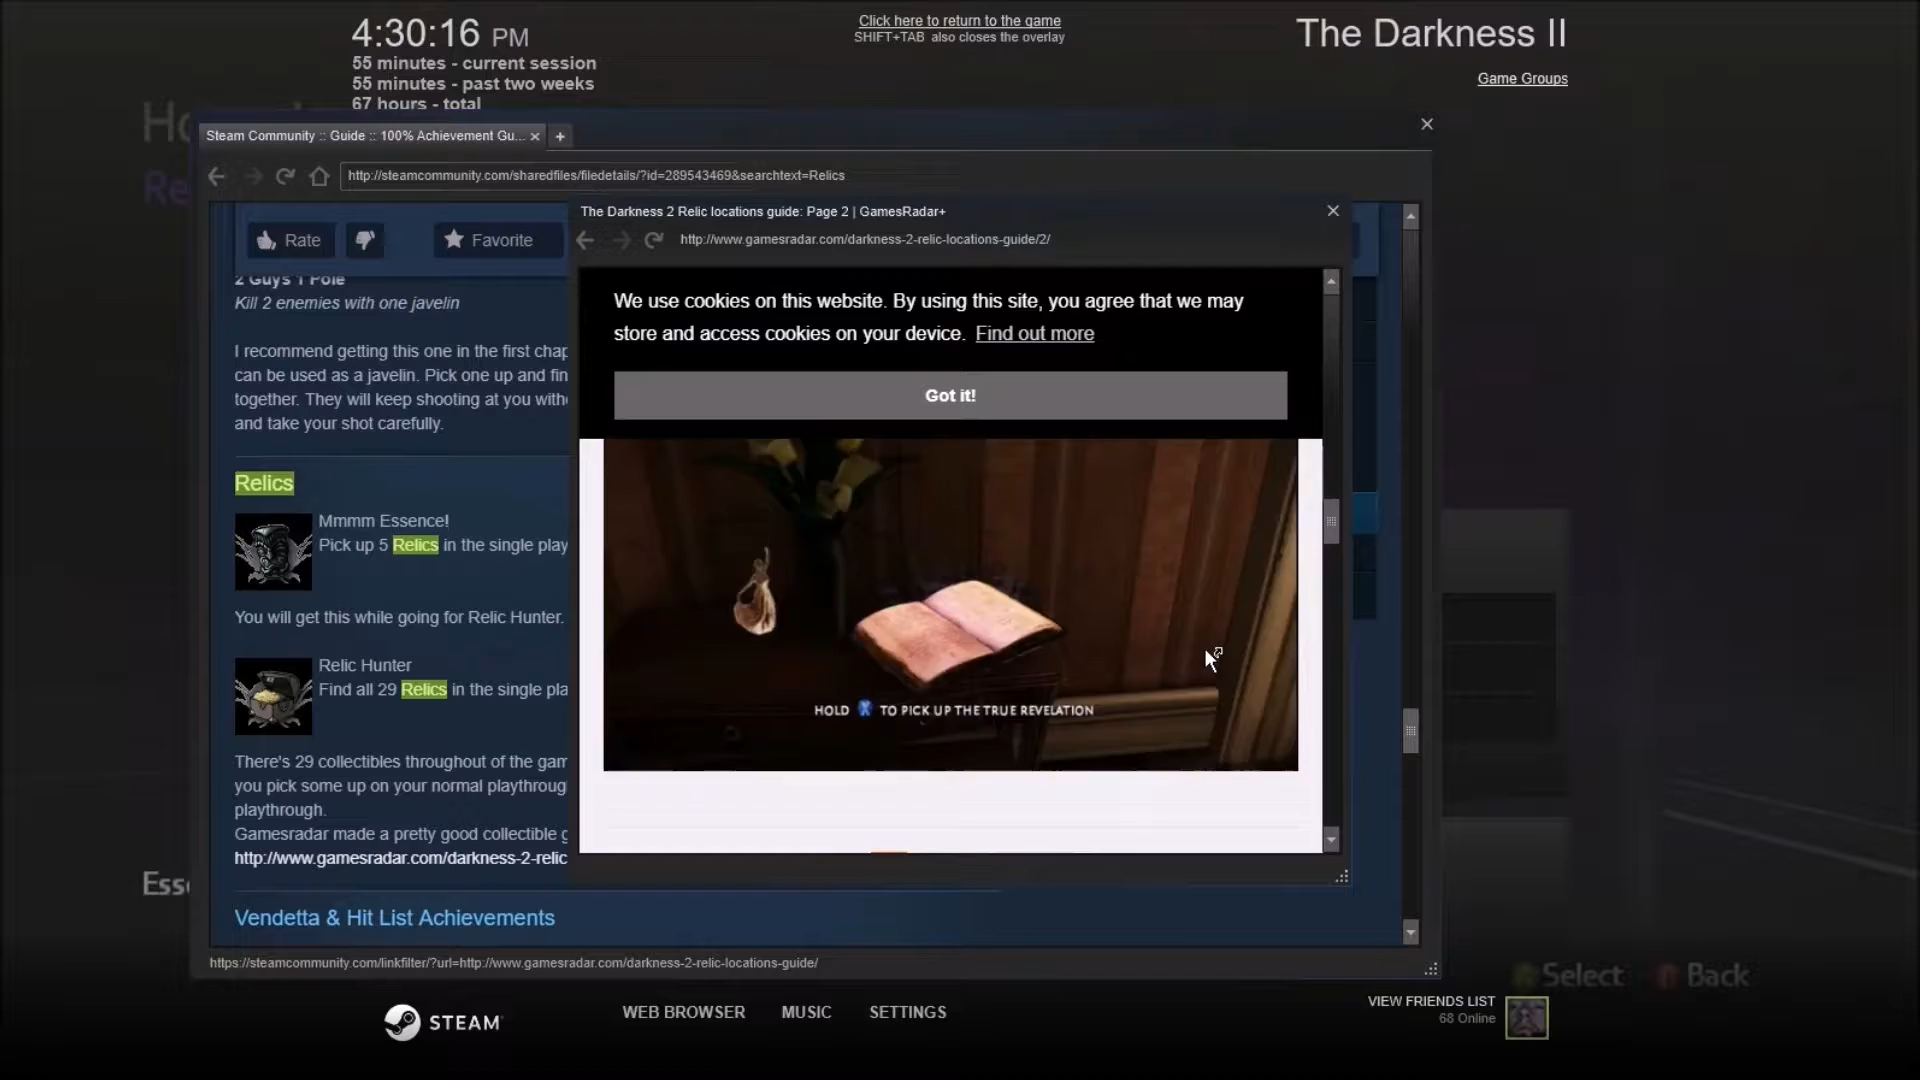 4:30:16 PM
55 minutes - current session
55 minutes - past two weeks
67 hours - total
Click here to return to the game
SHIFT+TAB also closes the overlay
The Darkness II
Game Groups
Steam Community :: Guide :: 100% Achievement Gu...
http://steamcommunity.com/sharedfiles/filedetails/?id=289543469&searchtext=Relics
Rate
Favorite
2 Guys 1 Pole
Kill 2 enemies with one javelin
I recommend getting this one in the first chap
can be used as a javelin. Pick one up and fin
together. They will keep shooting at you with
and take your shot carefully.
Relics
Mmmm Essence!
Pick up 5 Relics in the single play
You will get this while going for Relic Hunter.
Relic Hunter
Find all 29 Relics in the single pla
There's 29 collectibles throughout of the gam
you pick some up on your normal playthroug
playthrough.
Gamesradar made a pretty good collectible g
http://www.gamesradar.com/darkness-2-relic
Vendetta & Hit List Achievements
https://steamcommunity.com/linkfilter/?url=http://www.gamesradar.com/darkness-2-relic-locations-guide/
The Darkness 2 Relic locations guide: Page 2 | GamesRadar+
http://www.gamesradar.com/darkness-2-relic-locations-guide/2/
We use cookies on this website. By using this site, you agree that we may
store and access cookies on your device. Find out more
Got it!
HOLD X TO PICK UP THE TRUE REVELATION
Select
Back
STEAM
WEB BROWSER
MUSIC
SETTINGS
VIEW FRIENDS LIST
68 Online